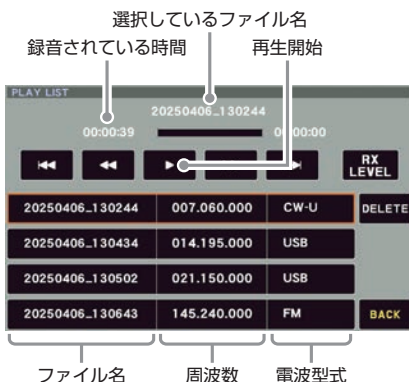 選択しているファイル名
録音されている時間 再生開始
PLAY LIST
20250406_130244
00:00:39 00:00:00
RX LEVEL
20250406_130244 007.060.000 CW-U DELETE
20250406_130434 014.195.000 USB
20250406_130502 021.150.000 USB
20250406_130643 145.240.000 FM BACK
ファイル名 周波数 電波型式